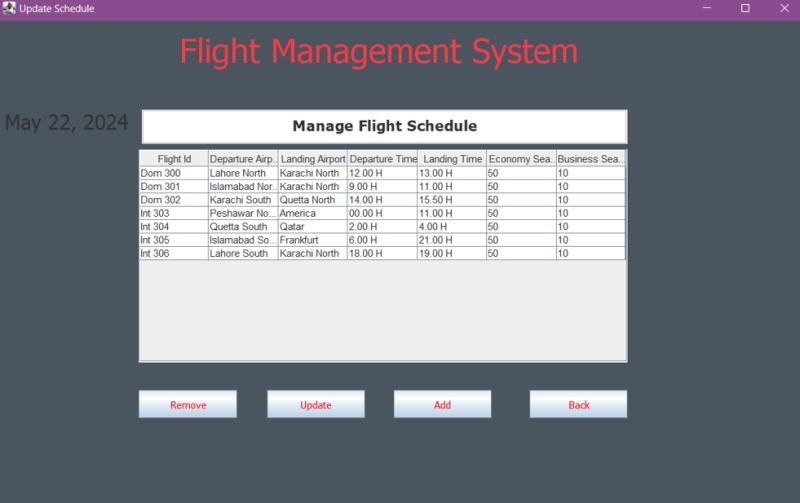 Update Schedule
Flight Management System
May 22, 2024
Manage Flight Schedule
Flight Id Departure Airp... Landing Airport Departure Time Landing Time Economy Sea... Business Sea...
Dom 300 Lahore North Karachi North 12.00 H 13.00 H 50 10
Dom 301 Islamabad Nor... Karachi North 9.00 H 11.00 H 50 10
Dom 302 Karachi South Quetta North 14.00 H 15.50 H 50 10
Int 303 Peshawar No... America 00.00 H 11.00 H 50 10
Int 304 Quetta South Qatar 2.00 H 4.00 H 50 10
Int 305 Islamabad So... Frankfurt 6.00 H 21.00 H 50 10
Int 306 Lahore South Karachi North 18.00 H 19.00 H 50 10
Remove Update Add Back